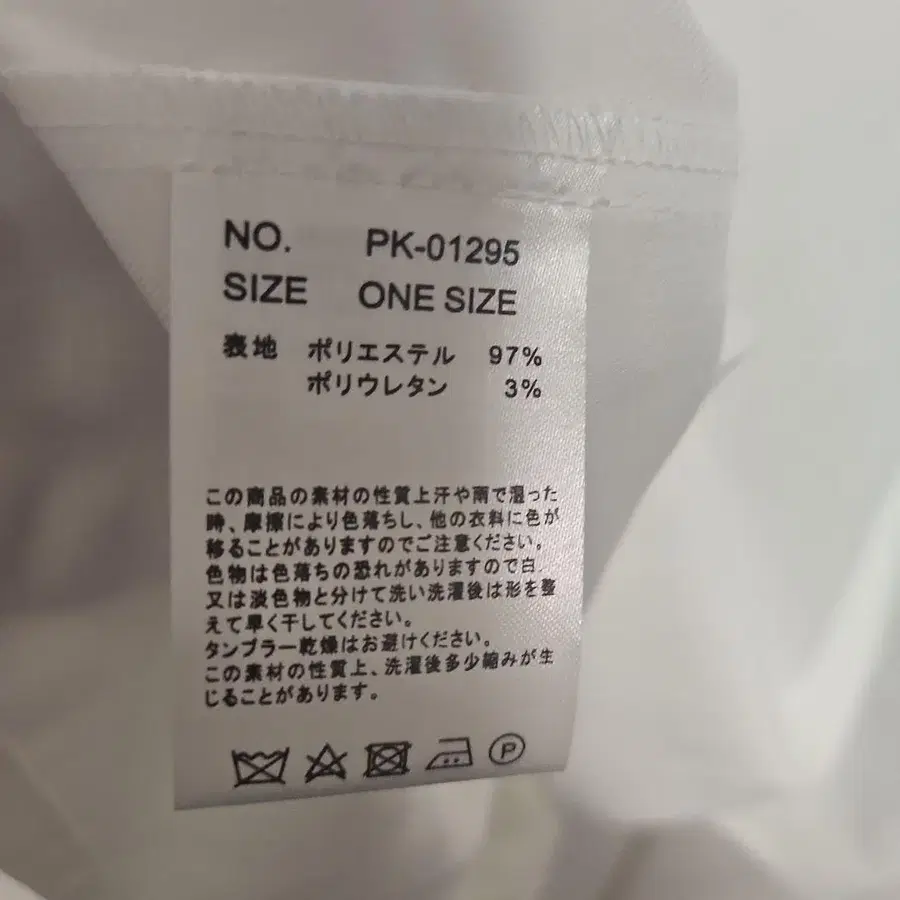 NO. PK-01295
SIZE ONE SIZE
表地 ポリエステル 97%
ポリウレタン 3%
この商品の素材の性質上汗や雨で湿った
時、摩擦により色落ちし、他の衣料に色が
移ることがありますのでご注意ください。
色物は色落ちの恐れがありますので白、
又は淡色物と分けて洗い洗濯後は形を整
えて早く干してください。
タンブラー乾燥はお避けください。
この素材の性質上、洗濯後多少縮みが生
じることがあります。
P